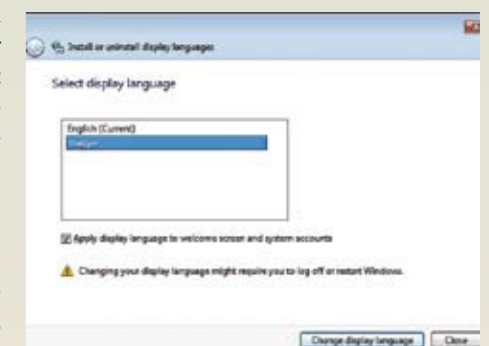 Install or uninstall display languages
Select display language
English (Current)
Apply display language to welcome screen and system accounts
Changing your display language might require you to log off or restart Windows.
Change display language Close